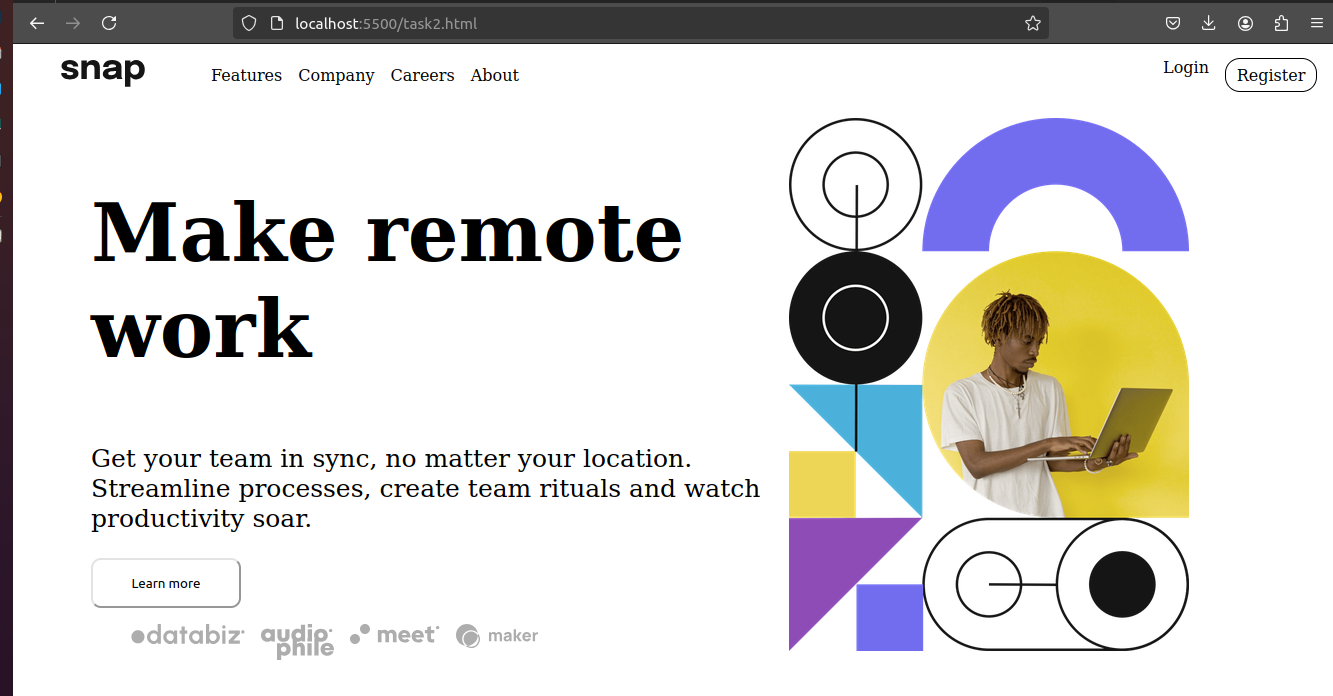 localhost:5500/task2.html
snap Features Company Careers About Login Register
Make remote
work
Get your team in sync, no matter your location.
Streamline processes, create team rituals and watch
productivity soar.
Learn more
databiz audiophile meet maker